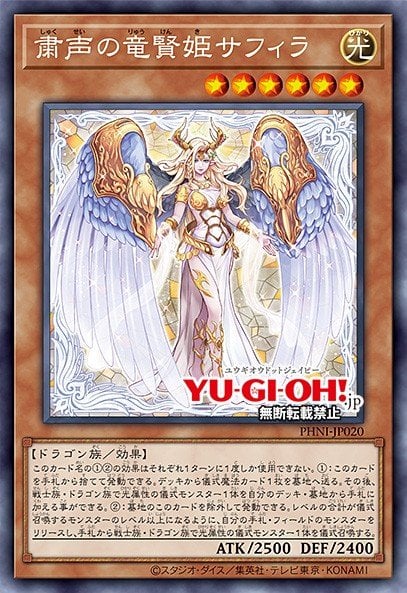 粛声の竜賢姫サフィラ
光
ユウギオウドットジェイピー
YU-GI-OH!.jp
無断転載禁止
PHNI-JP020
【ドラゴン族/効果】
このカード名の①②の効果はそれぞれ1ターンに1度しか使用できない。①:このカード
を手札から捨てて発動できる。デッキから儀式魔法カード1枚を墓地へ送る。その後、
戦士族・ドラゴン族で光属性の儀式モンスター1体を自分のデッキ・墓地から手札に
加える事ができる。②:墓地のこのカードを除外して発動できる。レベルの合計が儀式
召喚するモンスターのレベル以上になるように、自分の手札・フィールドのモンスターを
リリースし、手札から戦士族・ドラゴン族で光属性の儀式モンスター1体を儀式召喚する。
ATK/2500 DEF/2400
©スタジオ・ダイス/集英社・テレビ東京・KONAMI